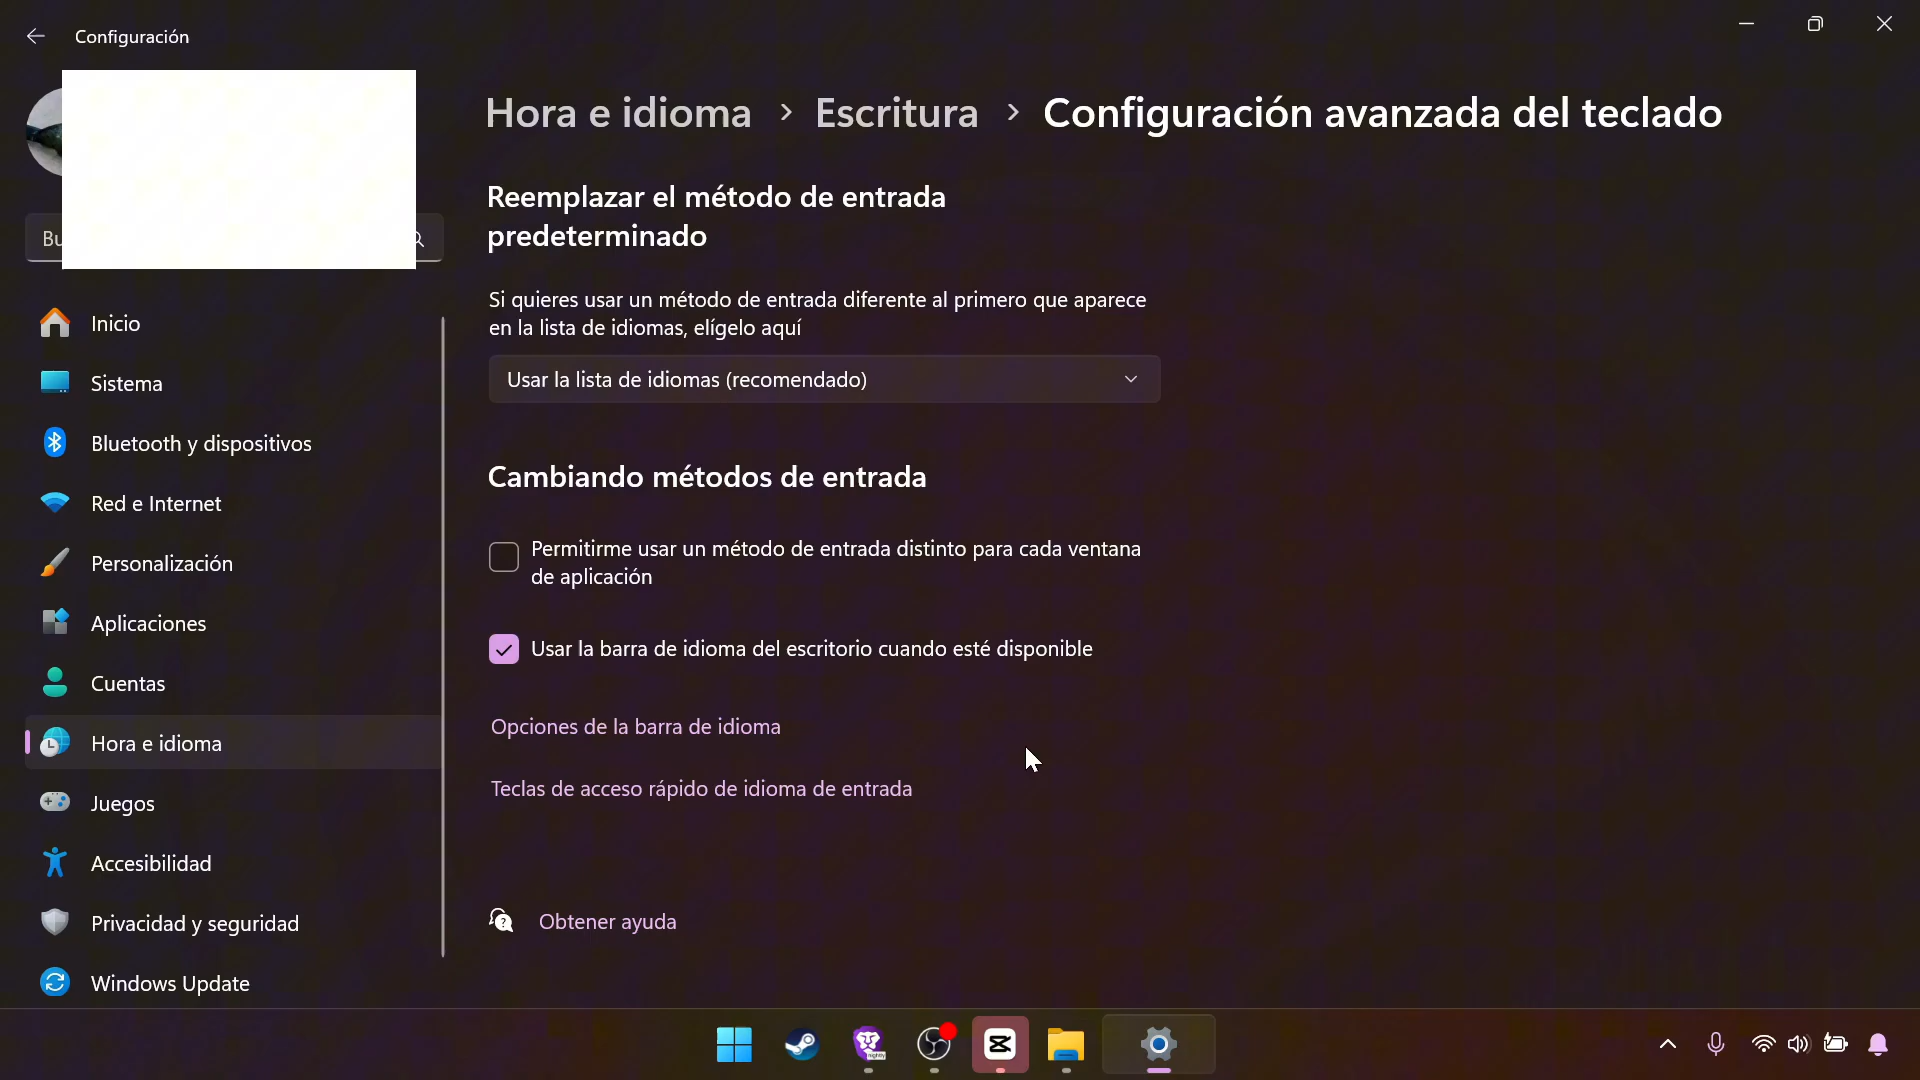 Configuración
Bu
Inicio
Sistema
Bluetooth y dispositivos
Red e Internet
Personalización
Aplicaciones
Cuentas
Hora e idioma
Juegos
Accesibilidad
Privacidad y seguridad
Windows Update
Hora e idioma > Escritura > Configuración avanzada del teclado
Reemplazar el método de entrada
predeterminado
Si quieres usar un método de entrada diferente al primero que aparece
en la lista de idiomas, elígelo aquí
Usar la lista de idiomas (recomendado)
Cambiando métodos de entrada
Permitirme usar un método de entrada distinto para cada ventana
de aplicación
Usar la barra de idioma del escritorio cuando esté disponible
Opciones de la barra de idioma
Teclas de acceso rápido de idioma de entrada
Obtener ayuda
nightly